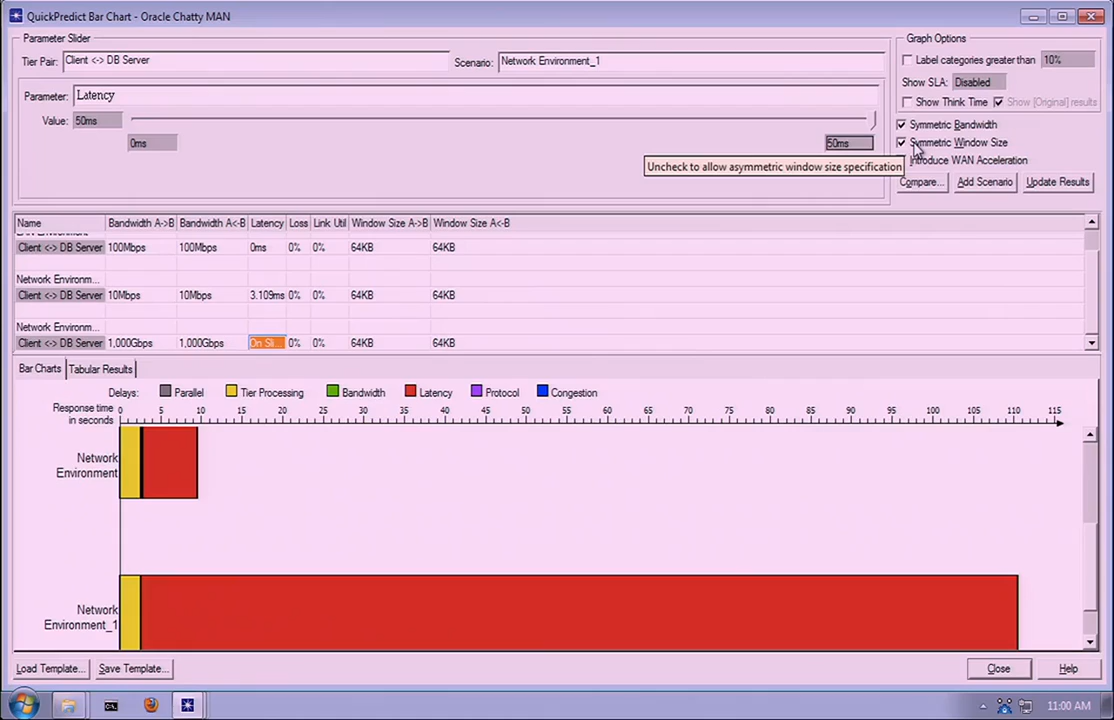 QuickPredict Bar Chart - Oracle Chatty MAN
Parameter Slider
Tier Pair: Client <-> DB Server
Scenario: Network Environment_1
Parameter: Latency
Value: 50ms
0ms
50ms
Graph Options
Label categories greater than 10%
Show SLA: Disabled
Show Think Time Show [Original] results
Symmetric Bandwidth
Symmetric Window Size
Uncheck to allow asymmetric window size specification
Introduce WAN Acceleration
Compare... Add Scenario Update Results
Name Bandwidth A->B Bandwidth A<-B Latency Loss Link Util Window Size A->B Window Size A<-B
Client <-> DB Server 100Mbps 100Mbps 0ms 0% 0% 64KB 64KB
Network Environm...
Client <-> DB Server 10Mbps 10Mbps 3.109ms 0% 0% 64KB 64KB
Network Environm...
Client <-> DB Server 1,000Gbps 1,000Gbps On Sli... 0% 0% 64KB 64KB
Bar Charts Tabular Results
Delays: Parallel Tier Processing Bandwidth Latency Protocol Congestion
Response time
in seconds
0 5 10 15 20 25 30 35 40 45 50 55 60 65 70 75 80 85 90 95 100 105 110 115
Network
Environment
Network
Environment_1
Load Template... Save Template... Close Help
11:00 AM